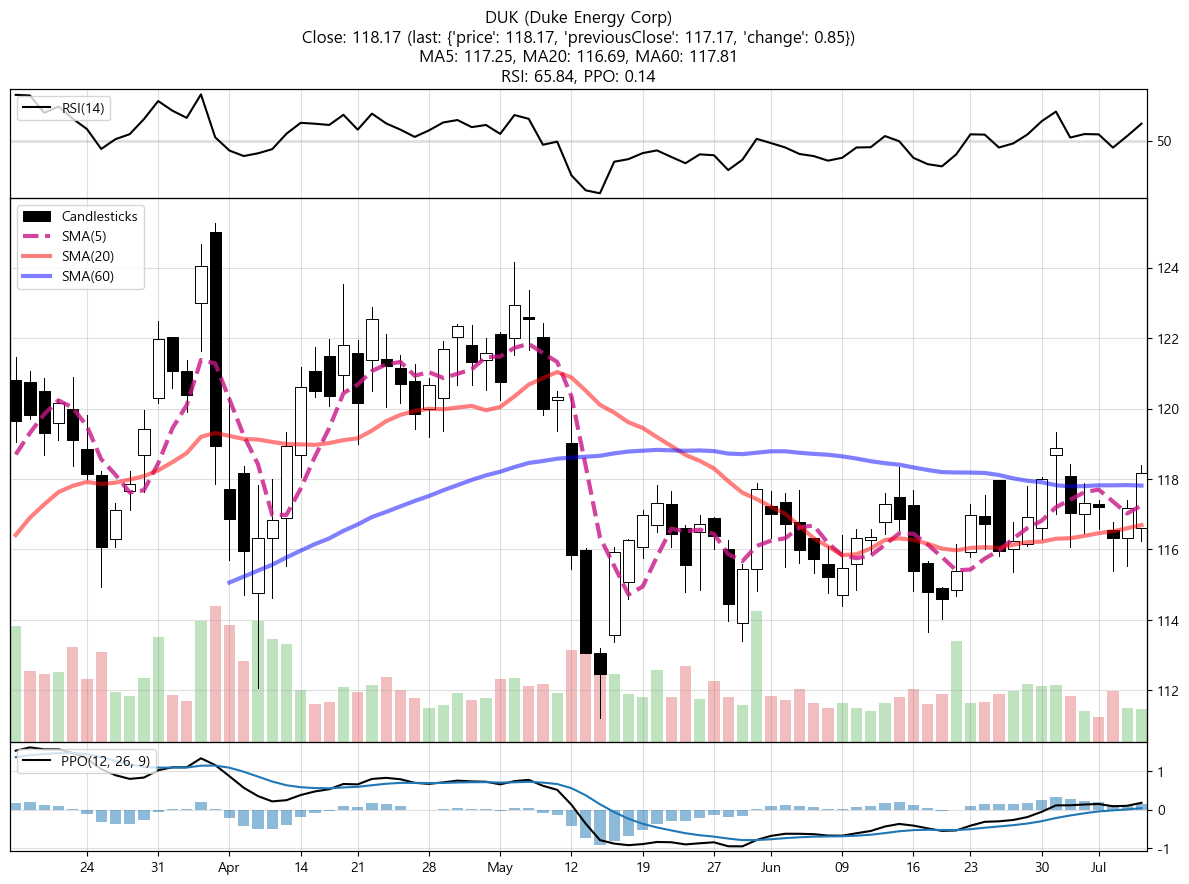 DUK (Duke Energy Corp)
Close: 118.17 (last: {'price': 118.17, 'previousClose': 117.17, 'change': 0.85})
MA5: 117.25, MA20: 116.69, MA60: 117.81
RSI: 65.84, PPO: 0.14
RSI(14)
50
Candlesticks
SMA(5)
SMA(20)
SMA(60)
124
122
120
118
116
114
112
PPO(12, 26, 9)
1
0
-1
24 31 Apr 14 21 28 May 12 19 27 Jun 09 16 23 30 Jul